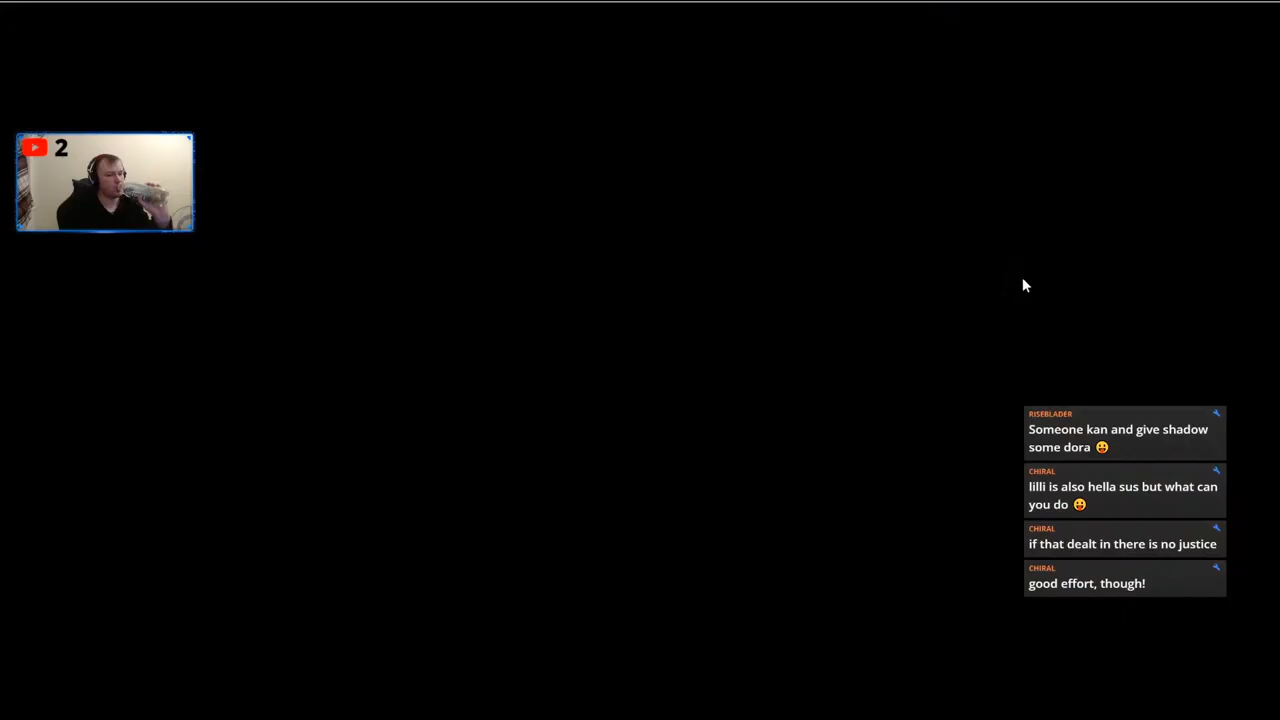 2
RISEBLADER
Someone kan and give shadow
some dora 😛
CHIRAL
lilli is also hella sus but what can
you do 😛
CHIRAL
if that dealt in there is no justice
CHIRAL
good effort, though!